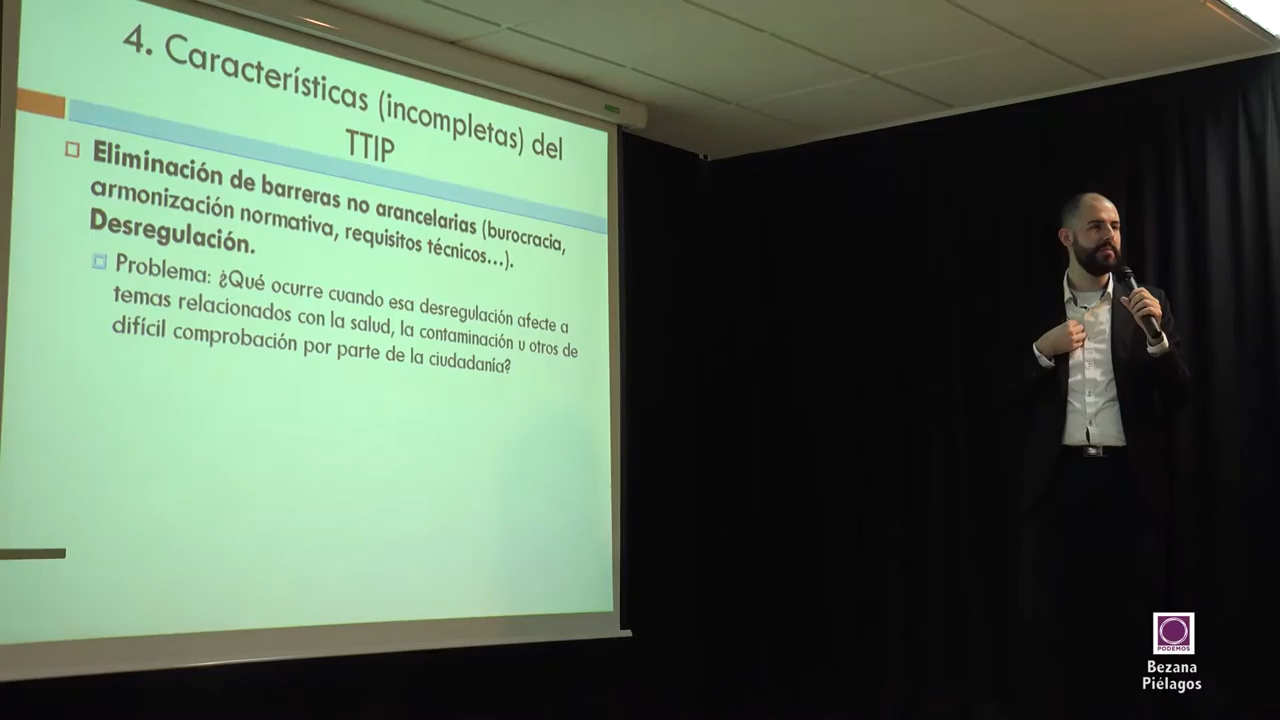 4. Características (incompletas) del
TTIP
Eliminación de barreras no arancelarias (burocracia,
armonización normativa, requisitos técnicos...).
Desregulación.
Problema: ¿Qué ocurre cuando esa desregulación afecte a
temas relacionados con la salud, la contaminación u otros de
difícil comprobación por parte de la ciudadanía?
PODEMOS
Bezana
Piélagos